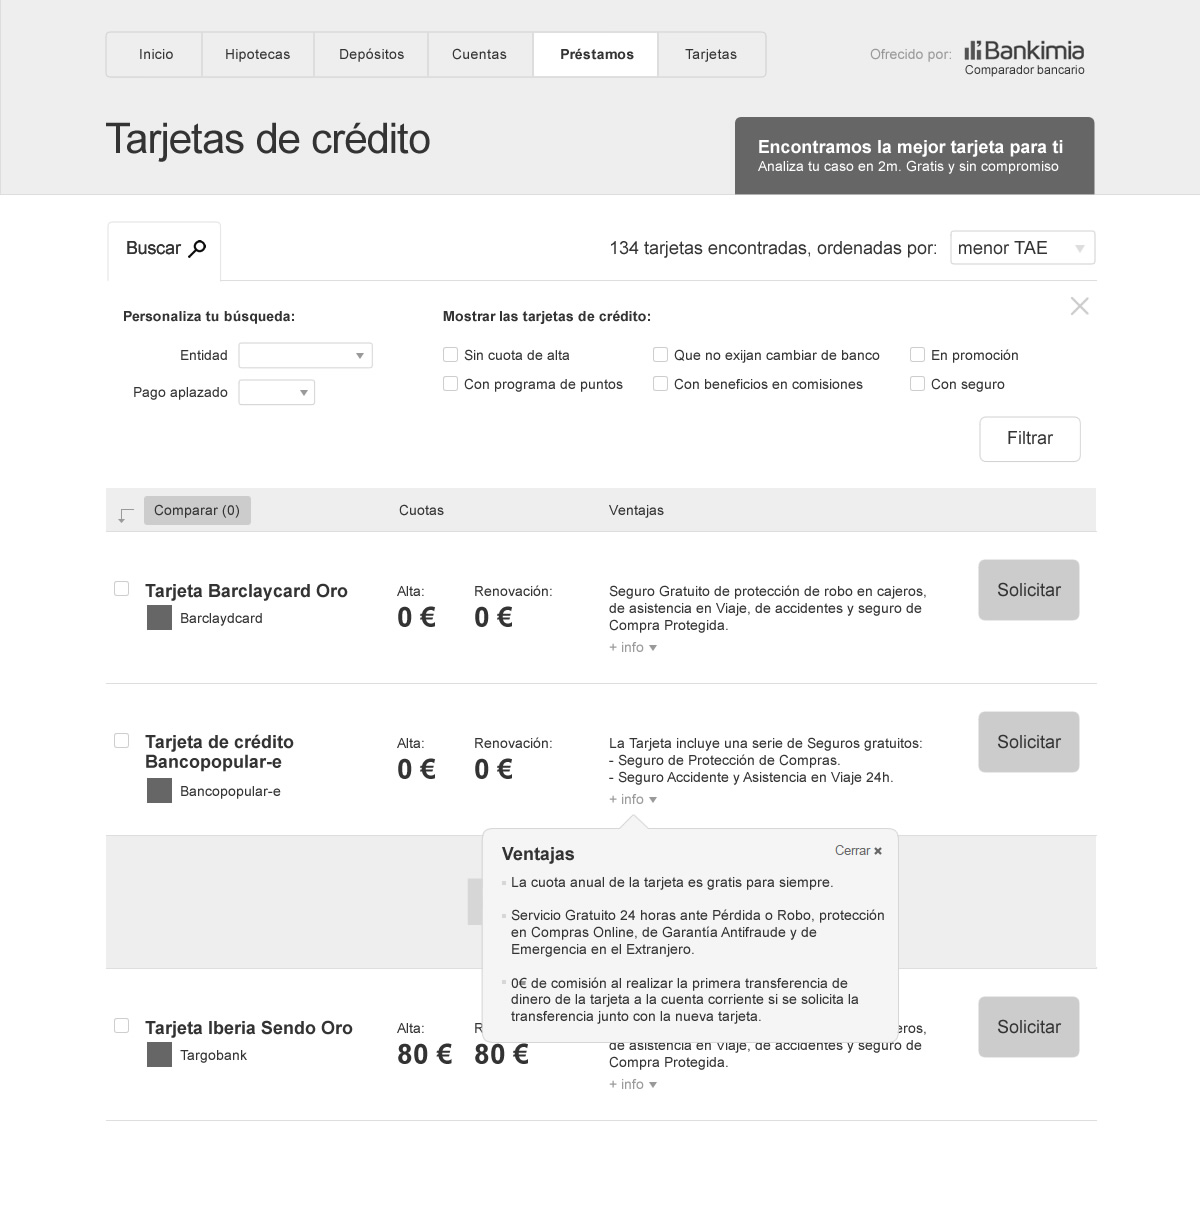 Inicio
Hipotecas
Depósitos
Cuentas
Préstamos
Tarjetas
Ofrecido por:
Bankimia
Comparador bancario
Tarjetas de crédito
Encontramos la mejor tarjeta para ti
Analiza tu caso en 2m. Gratis y sin compromiso
Buscar
134 tarjetas encontradas, ordenadas por:
menor TAE
Personaliza tu búsqueda:
Entidad
Pago aplazado
Mostrar las tarjetas de crédito:
Sin cuota de alta
Que no exijan cambiar de banco
En promoción
Con programa de puntos
Con beneficios en comisiones
Con seguro
Filtrar
Comparar (0)
Cuotas
Ventajas
Tarjeta Barclaycard Oro
Barclaydcard
Alta:
0 €
Renovación:
0 €
Seguro Gratuito de protección de robo en cajeros,
de asistencia en Viaje, de accidentes y seguro de
Compra Protegida.
+ info
Solicitar
Tarjeta de crédito
Bancopopular-e
Bancopopular-e
Alta:
0 €
Renovación:
0 €
La Tarjeta incluye una serie de Seguros gratuitos:
- Seguro de Protección de Compras.
- Seguro Accidente y Asistencia en Viaje 24h.
+ info
Solicitar
Ventajas
Cerrar
La cuota anual de la tarjeta es gratis para siempre.
Servicio Gratuito 24 horas ante Pérdida o Robo, protección
en Compras Online, de Garantía Antifraude y de
Emergencia en el Extranjero.
0€ de comisión al realizar la primera transferencia de
dinero de la tarjeta a la cuenta corriente si se solicita la
transferencia junto con la nueva tarjeta.
Tarjeta Iberia Sendo Oro
Targobank
Alta:
80 €
80 €
de asistencia en Viaje, de accidentes y seguro de
Compra Protegida.
+ info
Solicitar